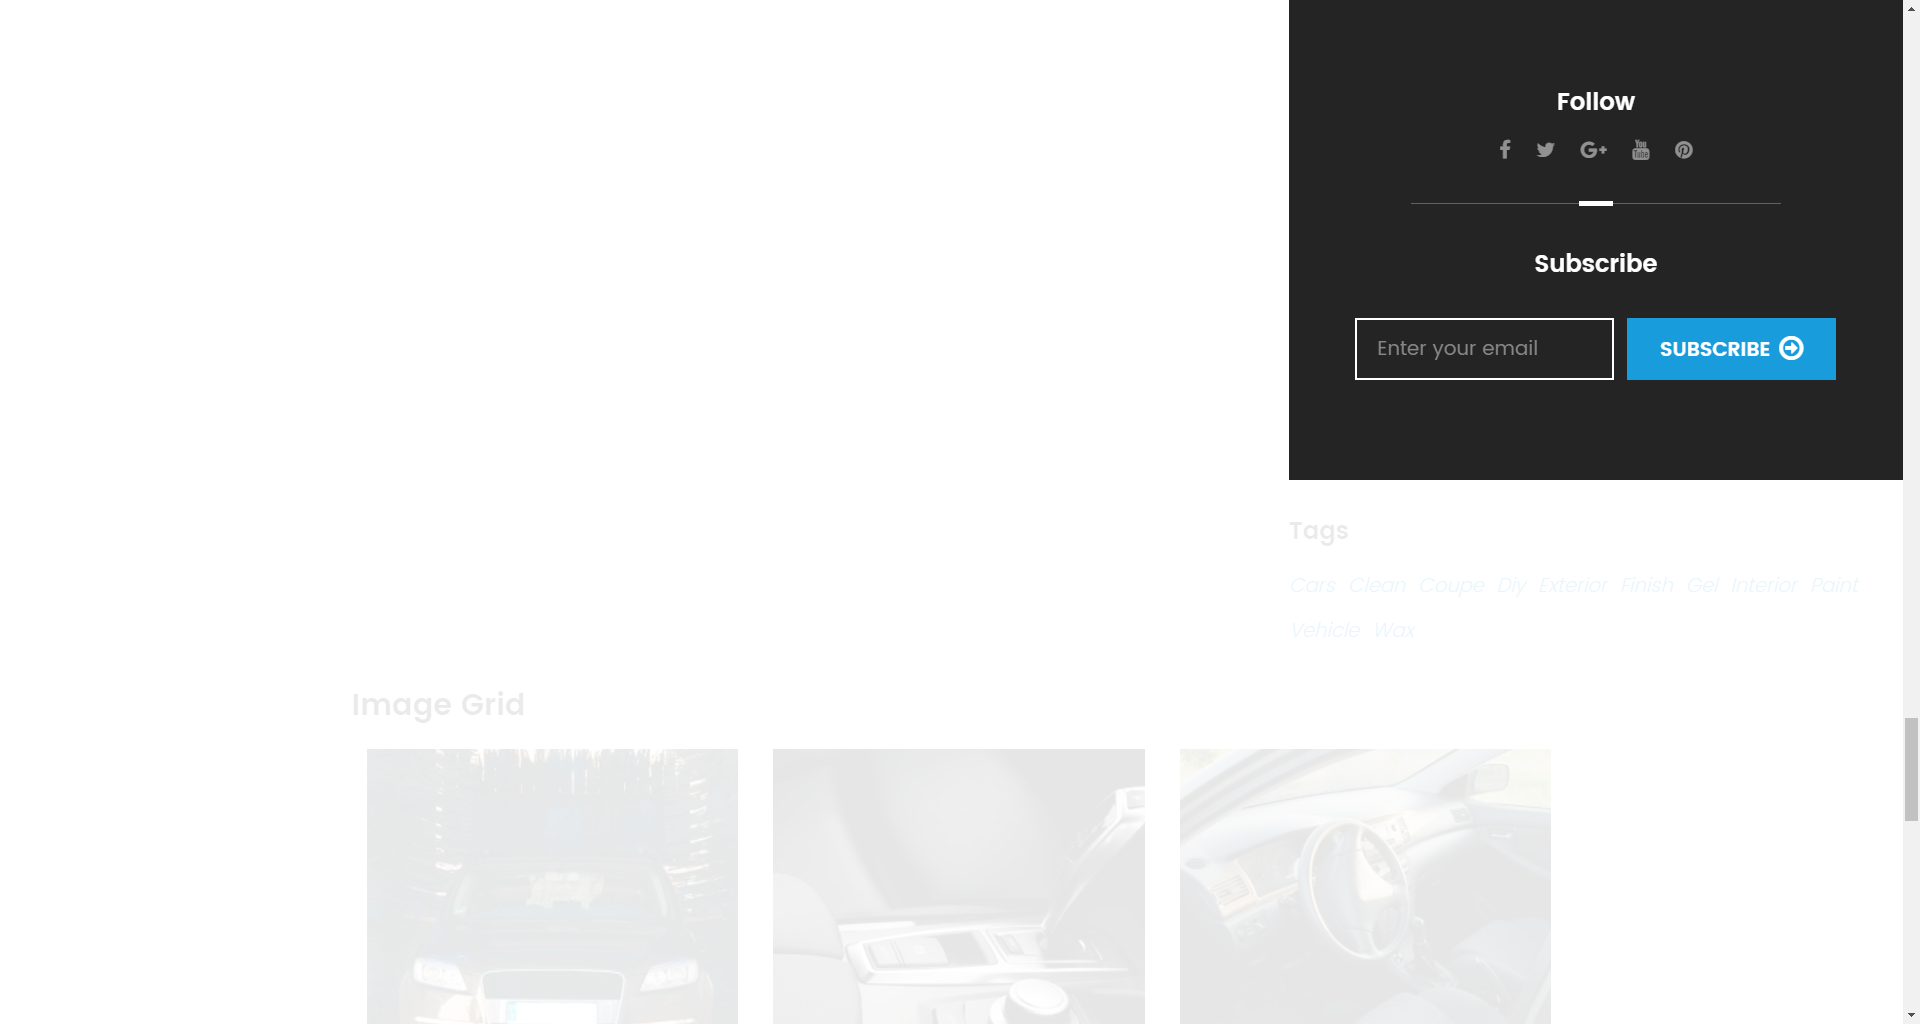 Follow
Subscribe
Enter your email
SUBSCRIBE
Tags
Cars Clean Coupe Diy Exterior Finish Gel Interior Paint
Vehicle Wax
Image Grid